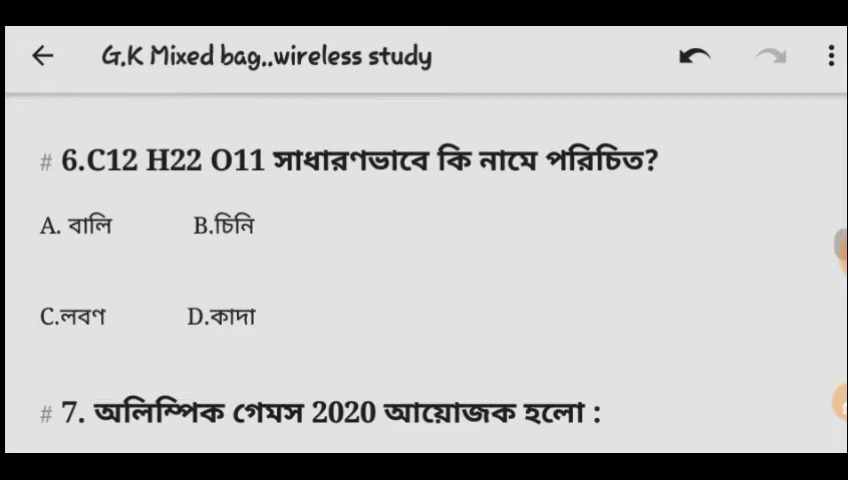 G.K Mixed bag..wireless study
# 6.C12 H22 O11 সাধারণভাবে কি নামে পরিচিত?
A. বালি B.চিনি
C.লবণ D.কাদা
# 7. অলিম্পিক গেমস 2020 আয়োজক হলো :